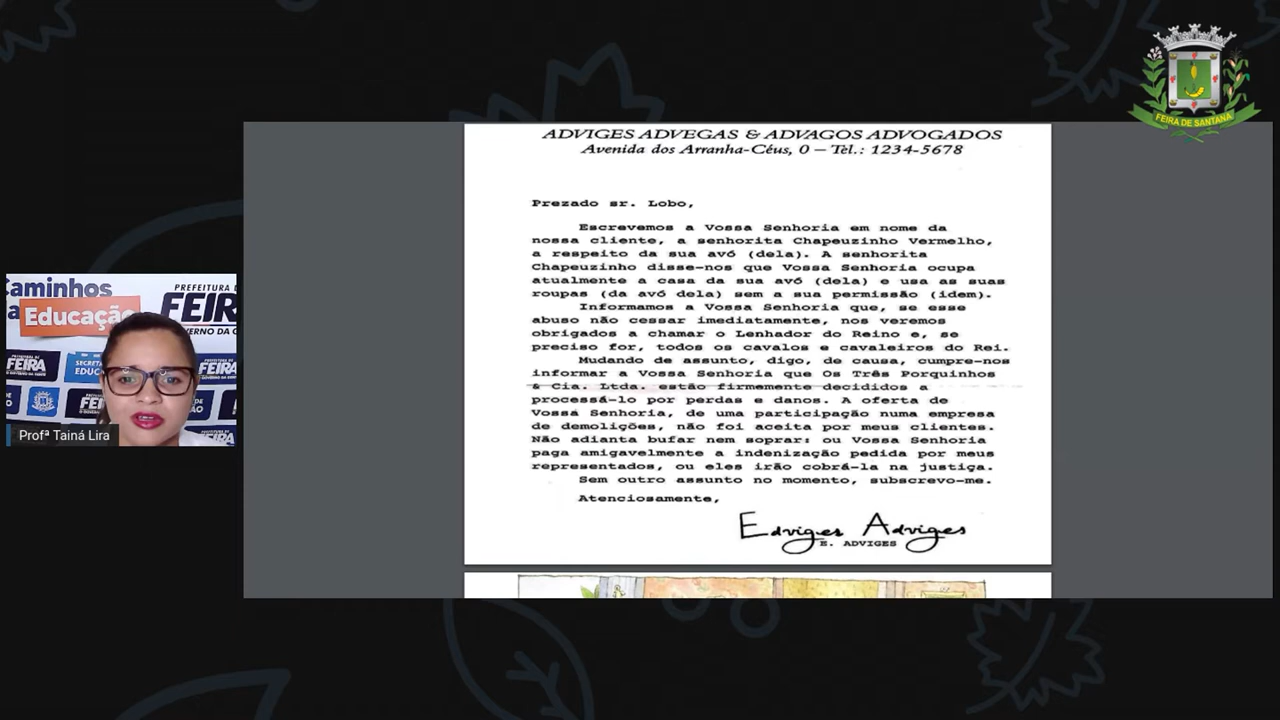 FEIRA DE SANTANA
ADVIGES ADVEGAS & ADVAGOS ADVOGADOS
Avenida dos Arranha-Céus, 0 — Tel.: 1234-5678
Prezado sr. Lobo,
Escrevemos a Vossa Senhoria em nome da
nossa cliente, a senhorita Chapeuzinho Vermelho,
a respeito da sua avó (dela). A senhorita
Chapeuzinho disse-nos que Vossa Senhoria ocupa
atualmente a casa da sua avó (dela) e usa as suas
roupas (da avó dela) sem a sua permissão (idem).
Informamos a Vossa Senhoria que, se esse
abuso não cessar imediatamente, nos veremos
obrigados a chamar o Lenhador do Reino e, se
preciso for, todos os cavalos e cavaleiros do Rei.
Mudando de assunto, digo, de causa, cumpre-nos
informar a Vossa Senhoria que Os Três Porquinhos
& Cia. Ltda. estão firmemente decididos a
processá-lo por perdas e danos. A oferta de
Vossa Senhoria, de uma participação numa empresa
de demolições, não foi aceita por meus clientes.
Não adianta bufar nem soprar: ou Vossa Senhoria
paga amigavelmente a indenização pedida por meus
representados, ou eles irão cobrá-la na justiça.
Sem outro assunto no momento, subscrevo-me.
Atenciosamente,
Edviges Adviges
E. ADVIGES
Caminhos
Educação
PREFEITURA D
FEIR
VERNO DA
FEIRA
Profª Tainá Lira